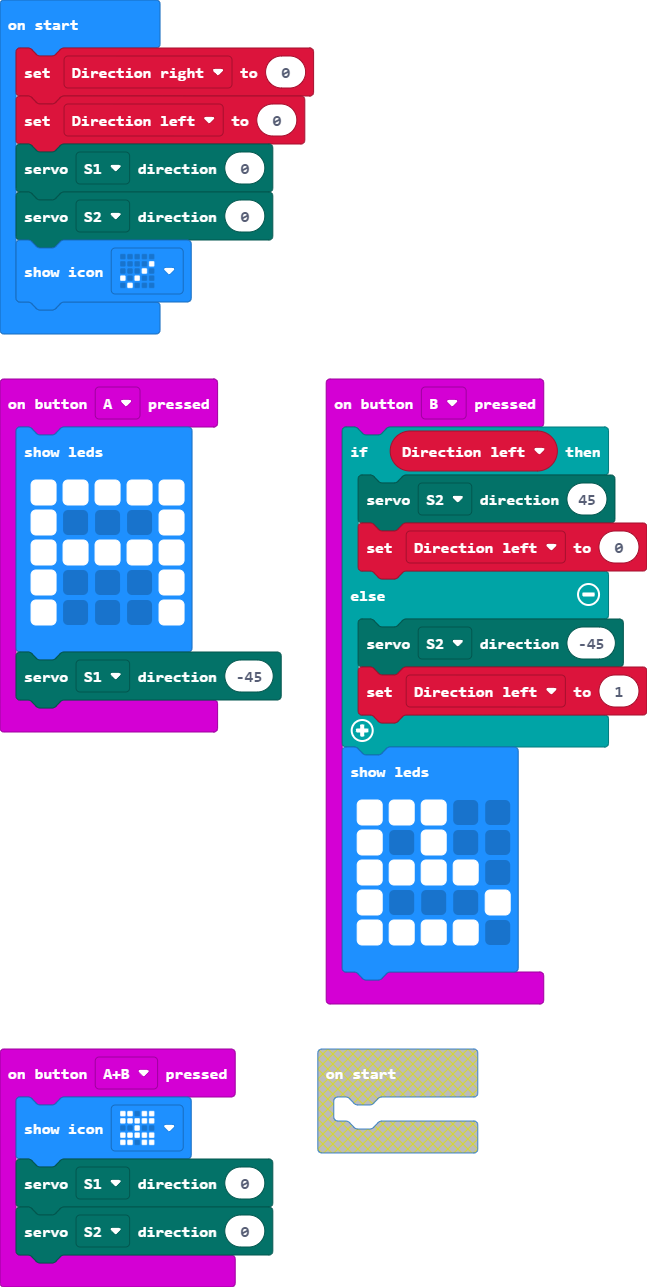 on start
set Direction right to 0
set Direction left to 0
servo S1 direction 0
servo S2 direction 0
show icon
on button A pressed
show leds
servo S1 direction -45
on button B pressed
if Direction left then
servo S2 direction 45
set Direction left to 0
else
servo S2 direction -45
set Direction left to 1
show leds
on button A+B pressed
show icon
servo S1 direction 0
servo S2 direction 0
on start